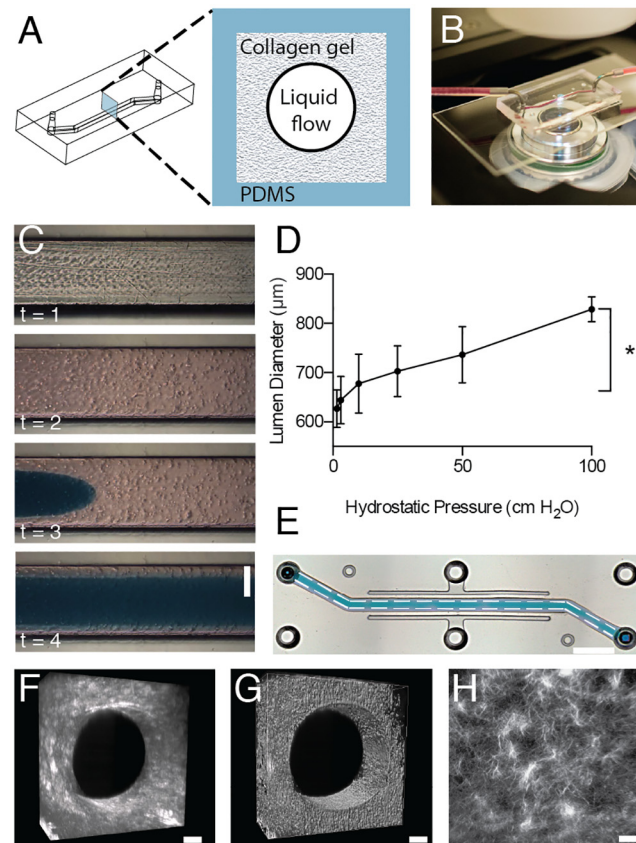 A
Collagen gel
Liquid
flow
PDMS
B
C
t = 1
t = 2
t = 3
t = 4
D
900
800
700
600
0
50
100
*
Lumen Diameter (µm)
Hydrostatic Pressure (cm H₂O)
E
F
G
H